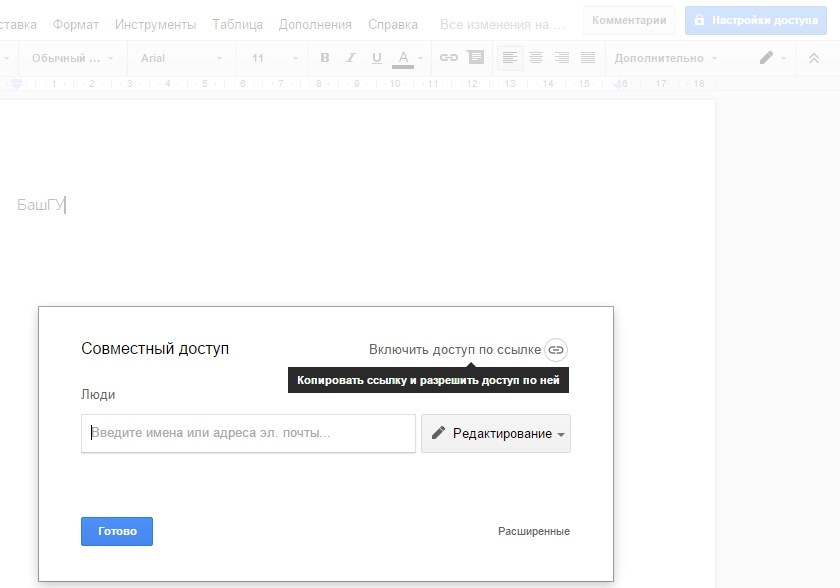 ставка Формат Инструменты Таблица Дополнения Справка Все изменения на ... Комментарии Настройки доступа
Обычный ... Arial 11 B I U A Дополнительно
1 2 3 4 5 6 7 8 9 10 11 12 13 14 15 16 17 18
БашГУ
Совместный доступ Включить доступ по ссылке
Копировать ссылку и разрешить доступ по ней
Люди
Введите имена или адреса эл. почты... Редактирование
Готово Расширенные